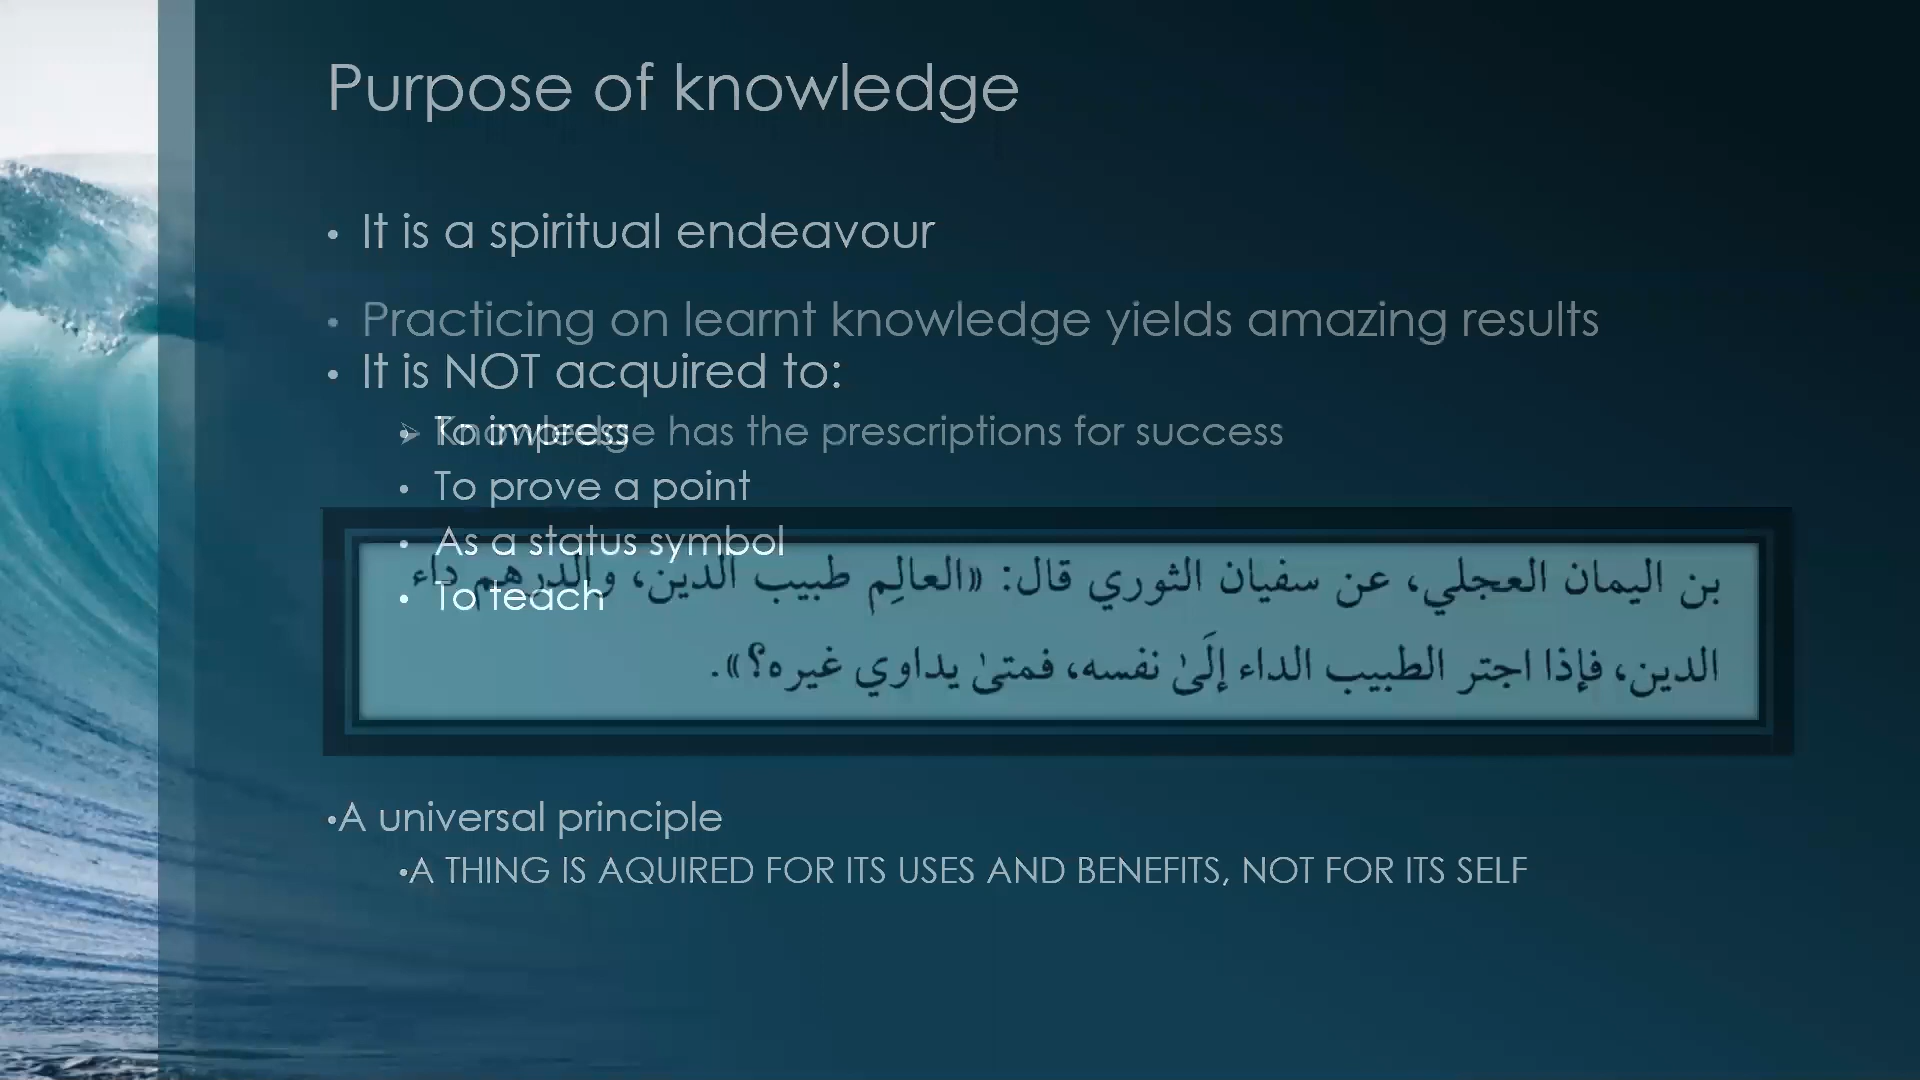 Purpose of knowledge
• It is a spiritual endeavour
• Practicing on learnt knowledge yields amazing results
• It is NOT acquired to:
• To impress
➢ Knowledge has the prescriptions for success
• To prove a point
• As a status symbol
• To teach
بن اليمان العجلي، عن سفيان الثوري قال: «العالِم طبيب الدين، والدرهم داء
الدين، فإذا اجتر الطبيب الداء إلَىٰ نفسه، فمتىٰ يداوي غيره؟».
•A universal principle
•A THING IS AQUIRED FOR ITS USES AND BENEFITS, NOT FOR ITS SELF